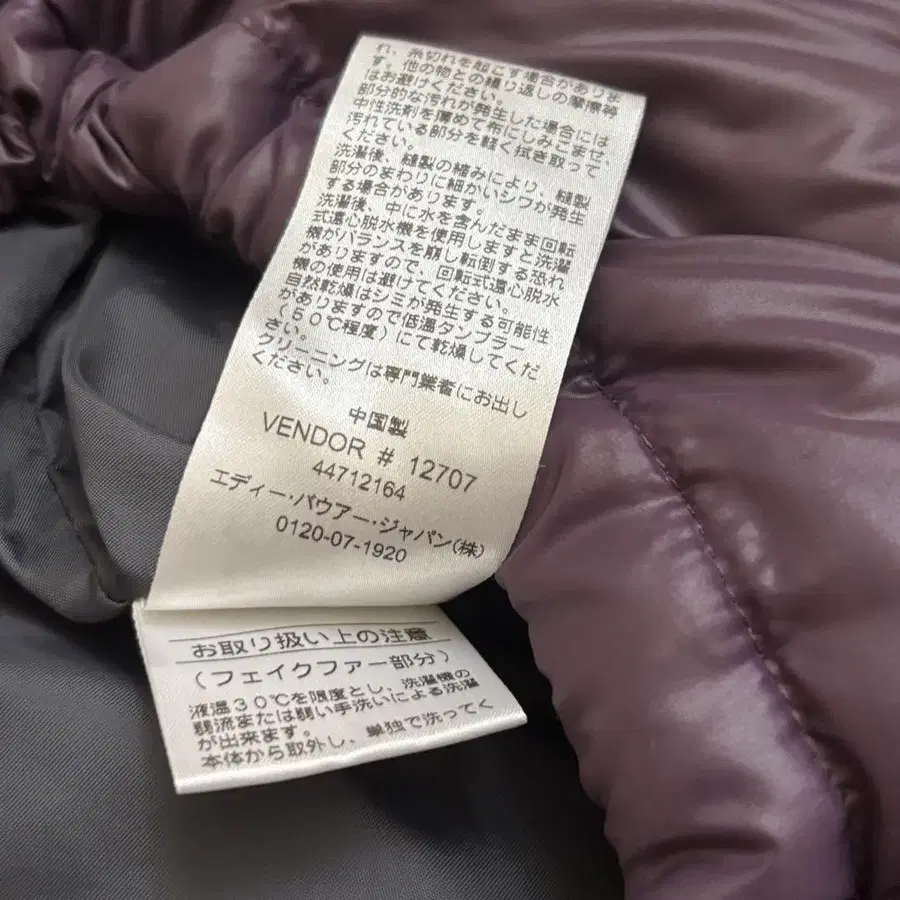 れ、糸切れを起こす場合がありま
す。他の物との繰り返しの摩擦等
はお避けください。
部分的な汚れが発生した場合には
中性洗剤を薄めて布にしみこませ、
汚れている部分を軽く拭き取って
ください。
洗濯後、縫製の縮みにより、縫製
部分のまわりに細かいシワが発生
する場合があります。
洗濯後、中に水を含んだまま回転
式遠心脱水機を使用しますと洗濯
機がバランスを崩し転倒する恐れ
がありますので、回転式遠心脱水
機の使用は避けてください。
自然乾燥はシミが発生する可能性
がありますので低温タンブラー
(60℃程度)にて乾燥してくだ
さい。
クリーニングは専門業者にお出し
ください。
中国製
VENDOR # 12707
44712164
エディー・バウアー・ジャパン(株)
0120-07-1920
お取り扱い上の注意
(フェイクファー部分)
液温30℃を限度とし、洗濯機の
弱流または弱い手洗いによる洗濯
が出来ます。
本体から取外し、単独で洗ってく